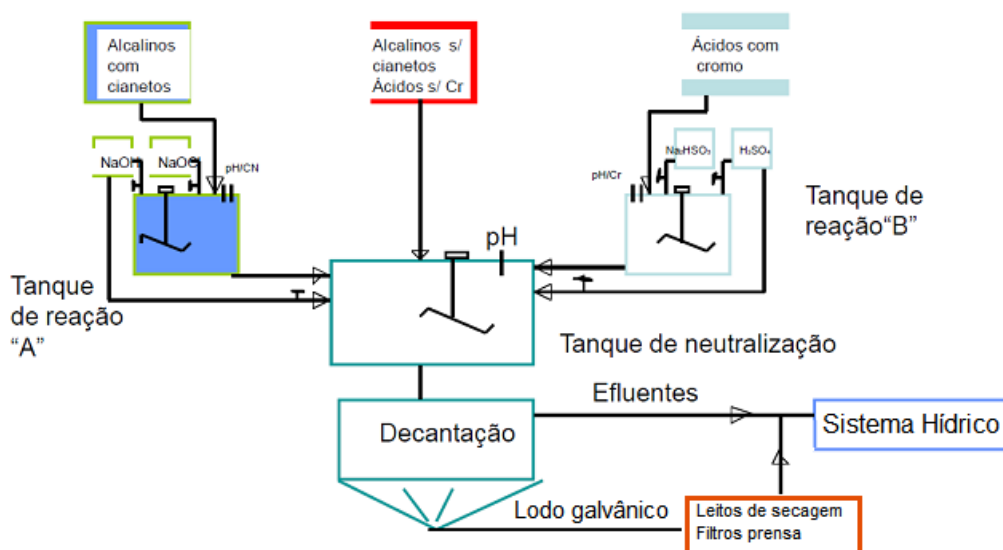 Alcalinos
com
cianetos
Alcalinos s/
cianetos
Ácidos s/ Cr
Ácidos com
cromo
NaOH
NaOCl
pH/CN
pH/Cr
Na₂HSO₃
H₂SO₄
Tanque de
reação“B”
pH
Tanque
de reação
“A”
Tanque de neutralização
Efluentes
Decantação
Sistema Hídrico
Lodo galvânico
Leitos de secagem
Filtros prensa